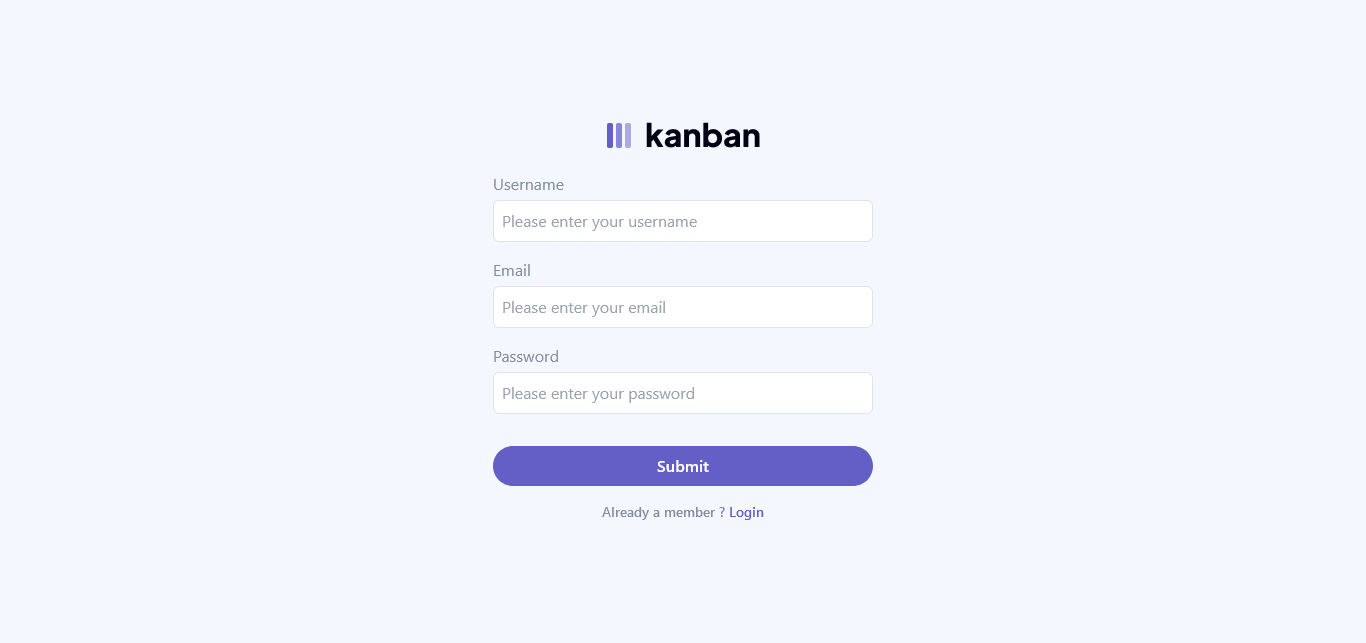 kanban
Username
Please enter your username
Email
Please enter your email
Password
Please enter your password
Submit
Already a member ? Login